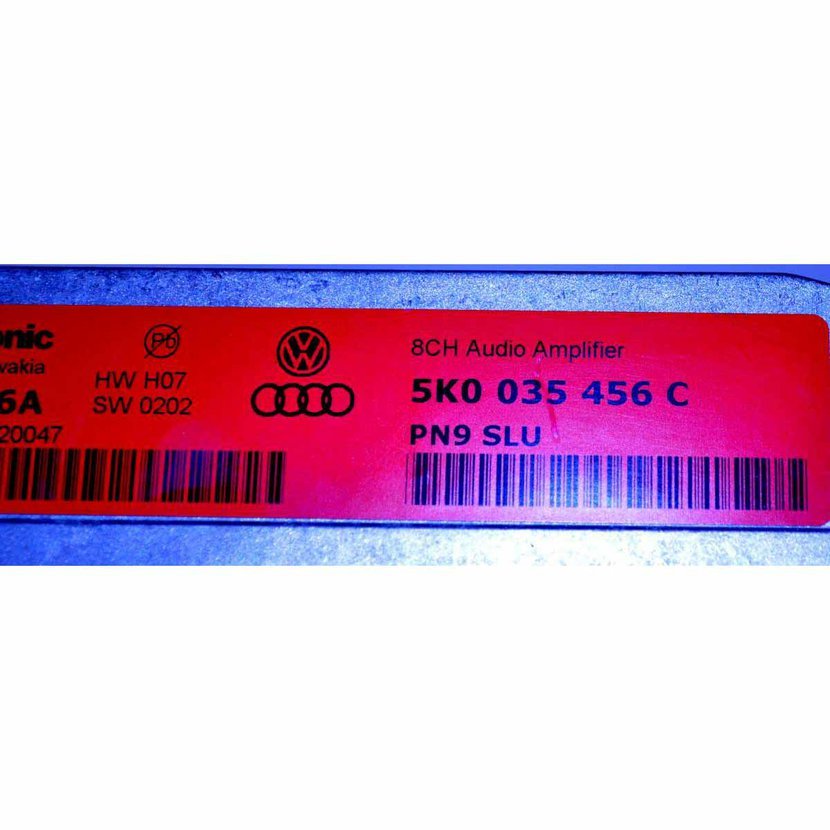 onic
vakia
6A
20047
Pb
HW H07
SW 0202
8CH Audio Amplifier
5K0 035 456 C
PN9 SLU